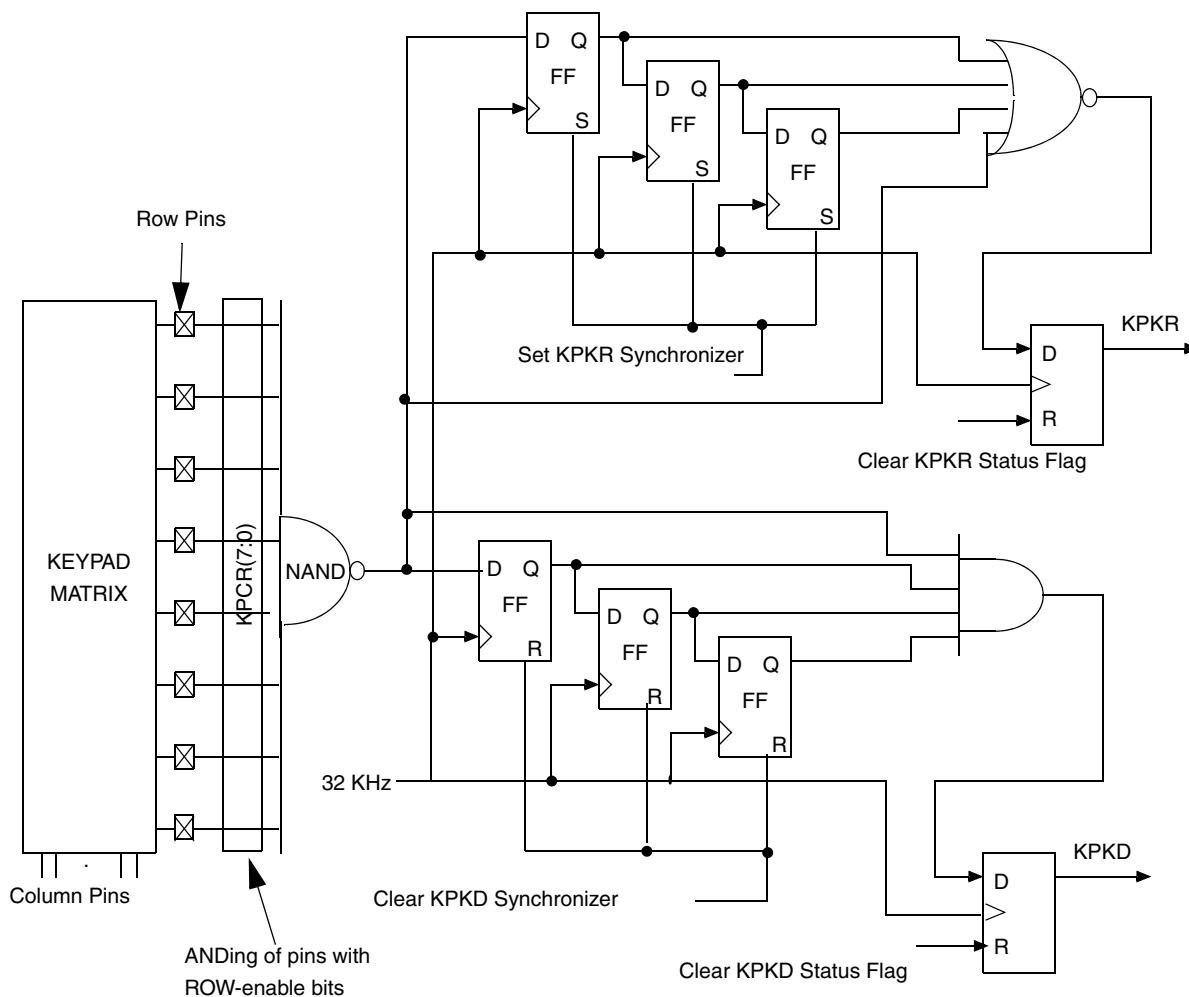 D Q
FF
S
D Q
FF
S
D Q
FF
S
Row Pins
Set KPKR Synchronizer
KPKR
D
R
Clear KPKR Status Flag
KEYPAD
MATRIX
KPCR(7:0)
NAND
D Q
FF
R
D Q
FF
R
D Q
FF
R
32 KHz
Column Pins
Clear KPKD Synchronizer
KPKD
D
R
ANDing of pins with
ROW-enable bits
Clear KPKD Status Flag